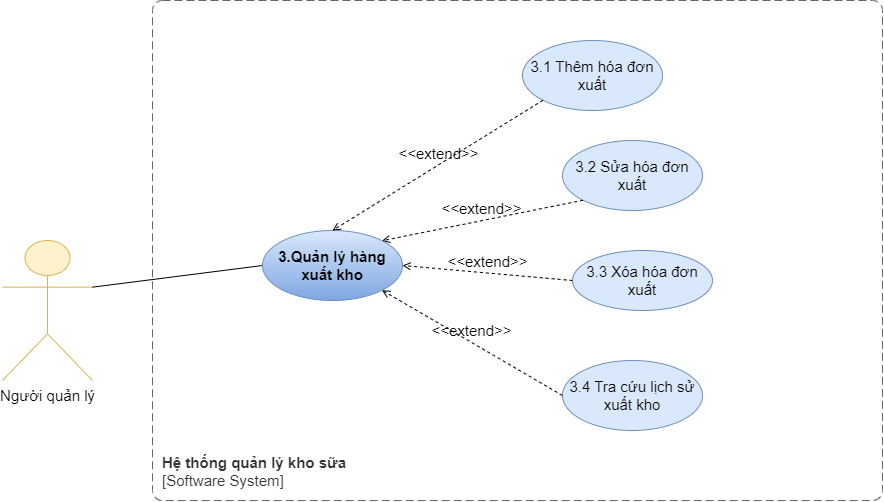 3.1 Thêm hóa đơn
xuất
<<extend>>
3.2 Sửa hóa đơn
xuất
<<extend>>
3.Quản lý hàng
xuất kho
<<extend>>
3.3 Xóa hóa đơn
xuất
<<extend>>
3.4 Tra cứu lịch sử
xuất kho
Người quản lý
Hệ thống quản lý kho sữa
[Software System]